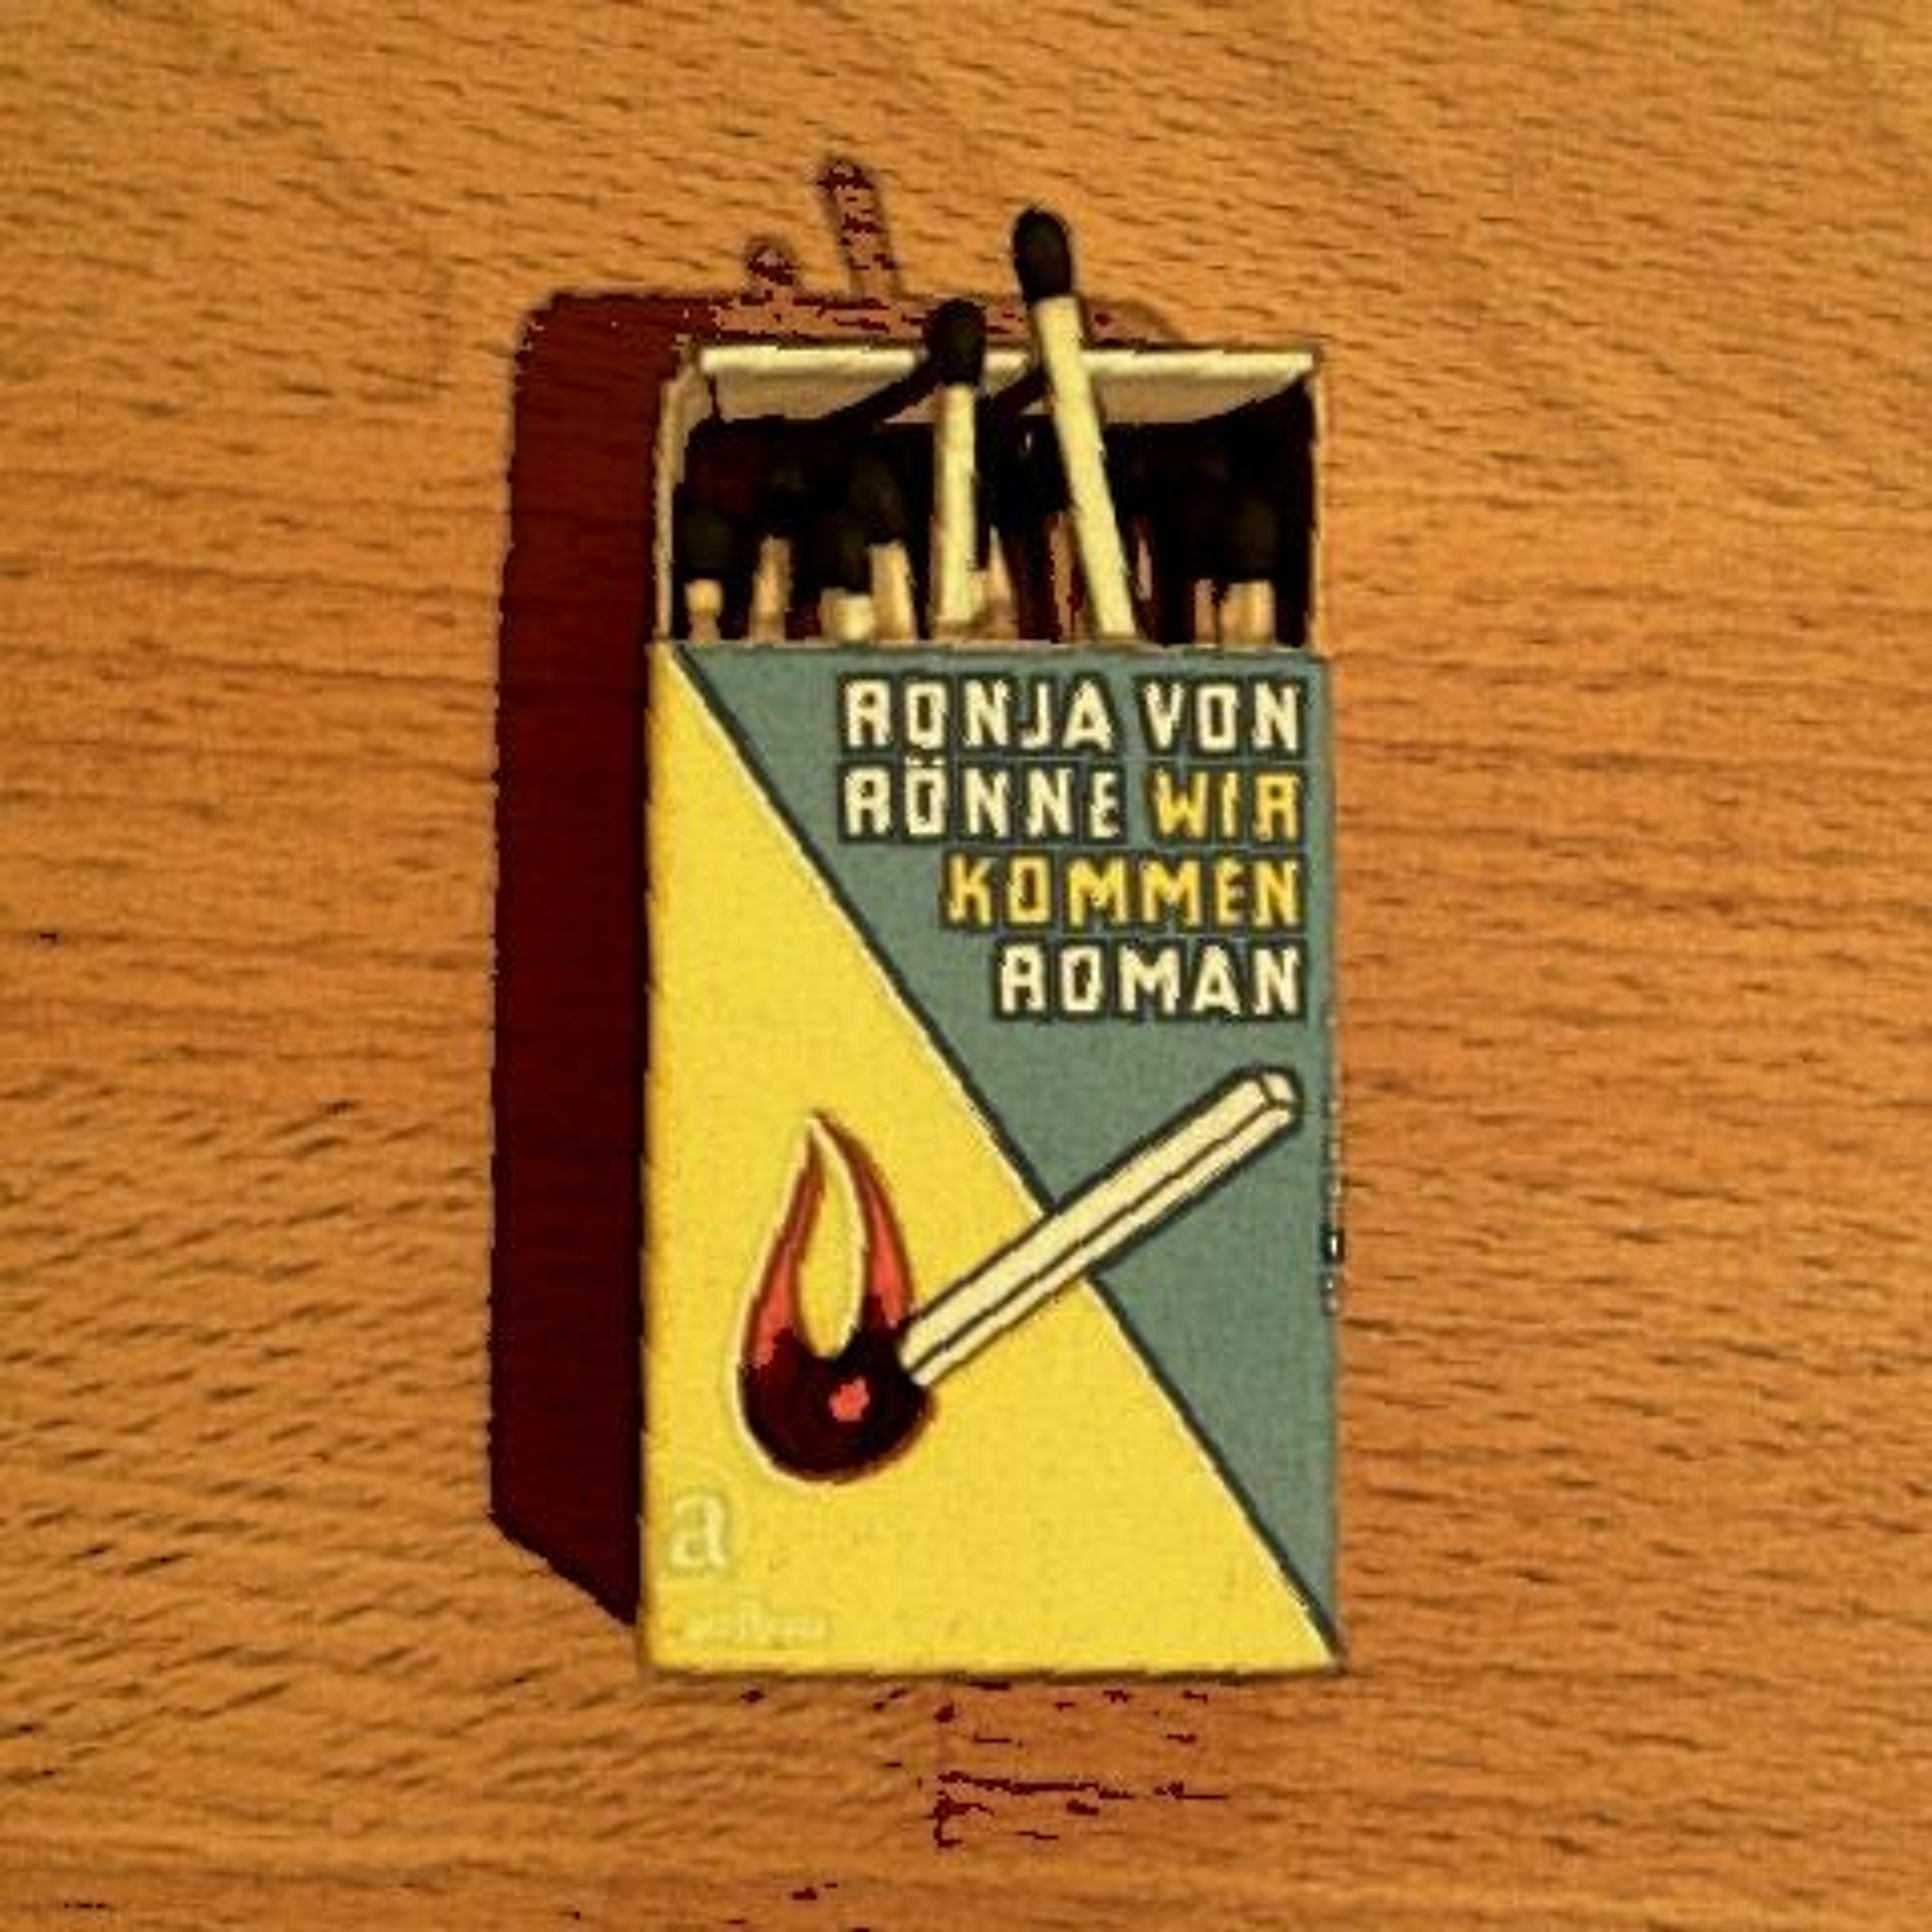 RONJA VON
RÖNNE WIR
KOMMEN
ROMAN
a